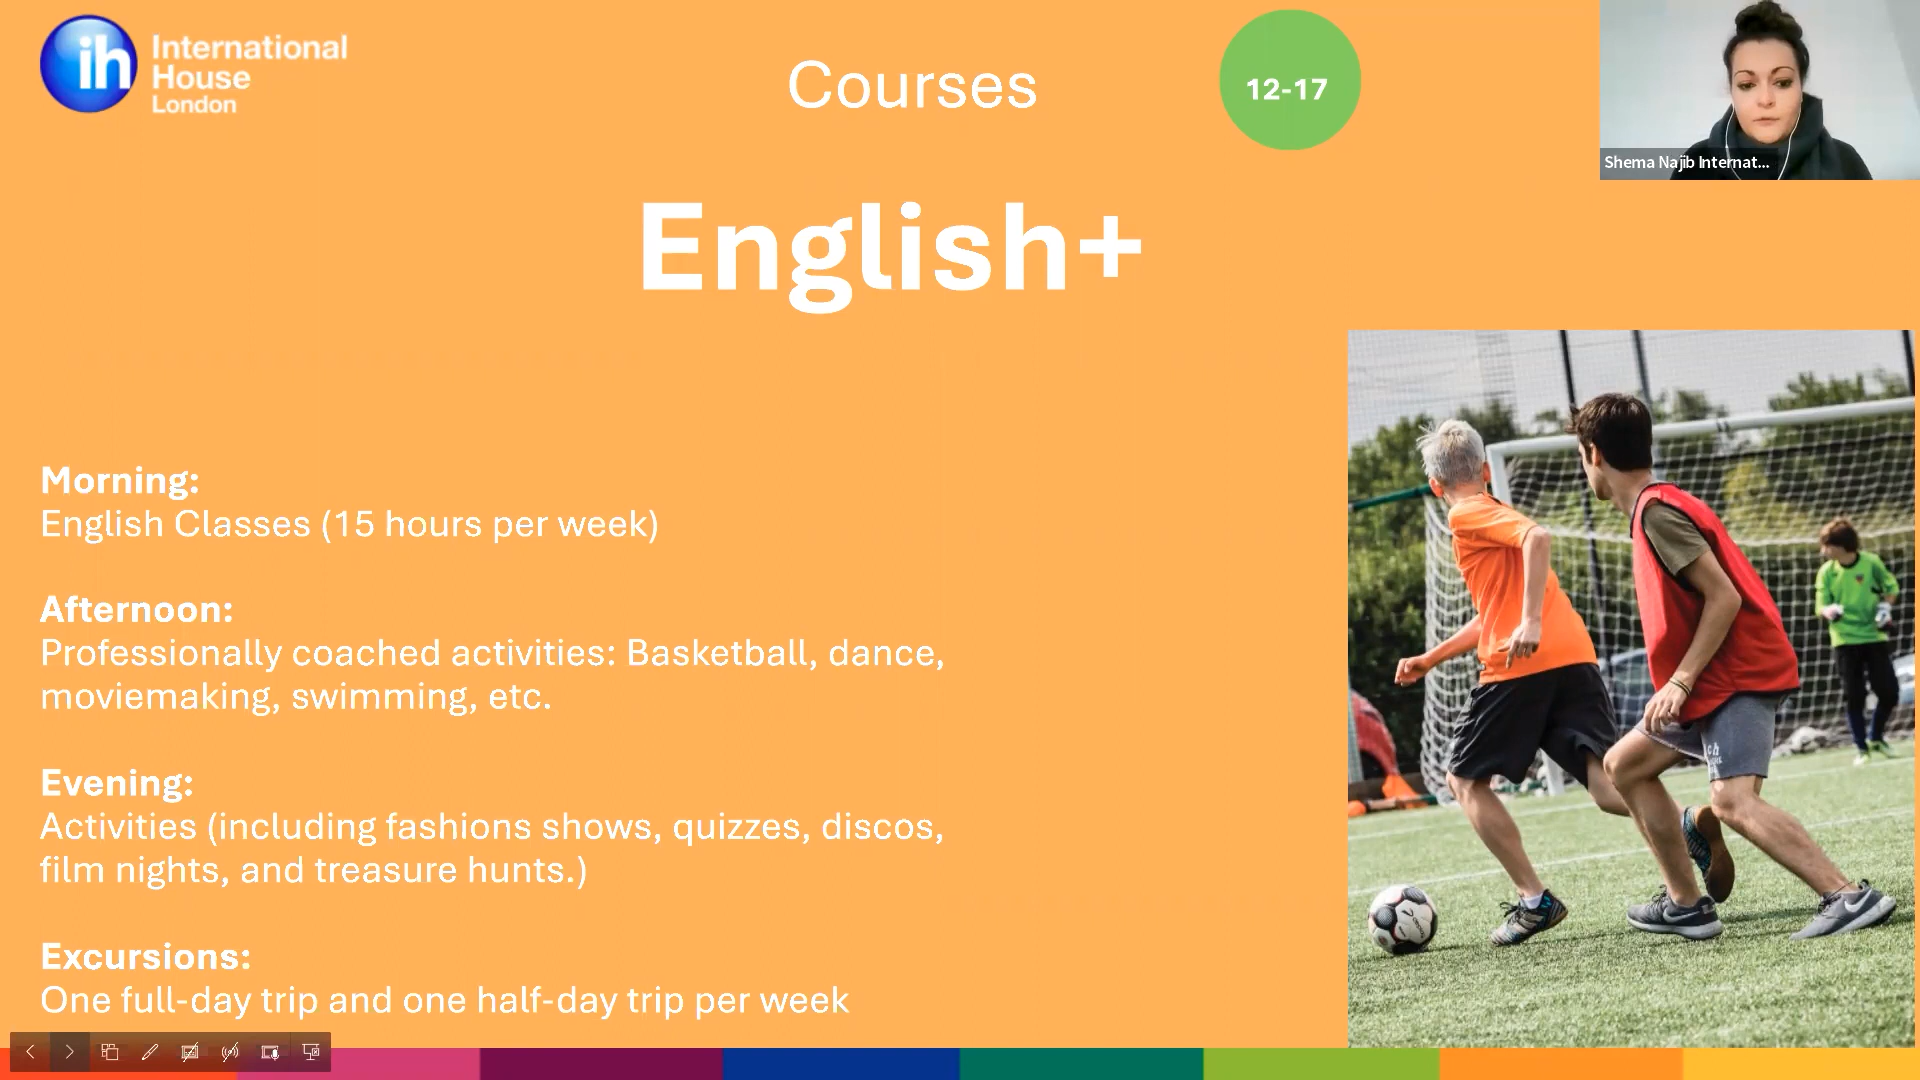 ih
International
House
London
Courses
12-17
Shema Najib Internat...
English+
Morning:
English Classes (15 hours per week)
Afternoon:
Professionally coached activities: Basketball, dance,
moviemaking, swimming, etc.
Evening:
Activities (including fashions shows, quizzes, discos,
film nights, and treasure hunts.)
Excursions:
One full-day trip and one half-day trip per week